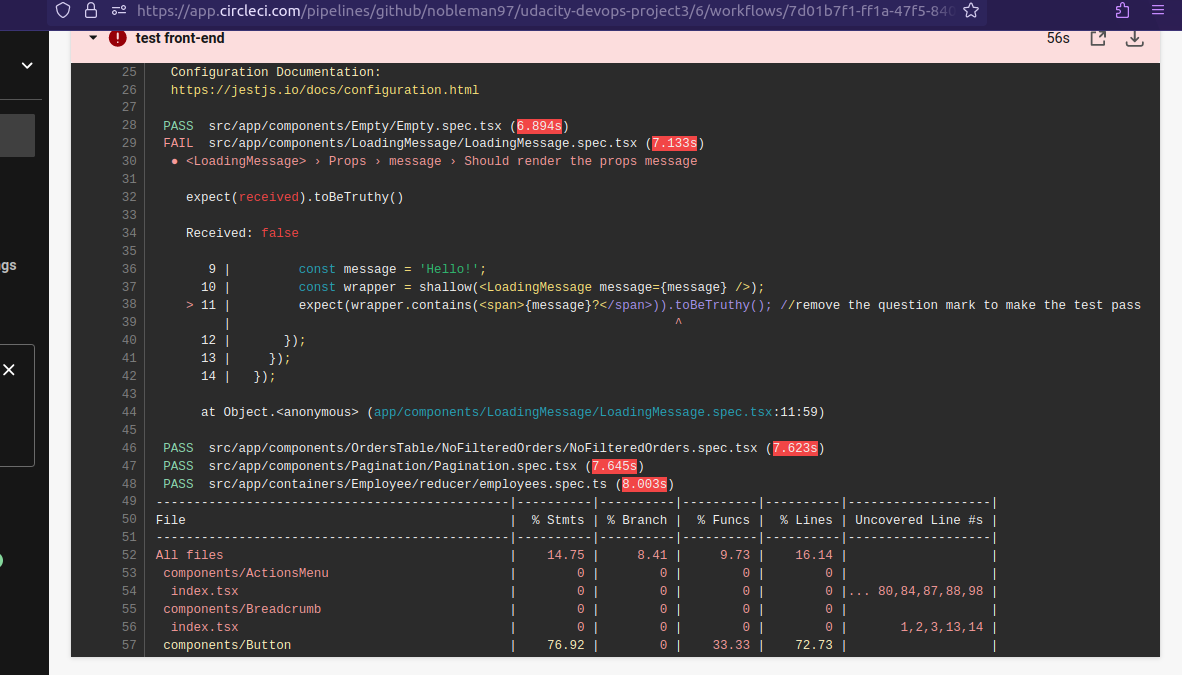 https://app.circleci.com/pipelines/github/nobleman97/udacity-devops-project3/6/workflows/7d01b7f1-ff1a-47f5-840
test front-end 56s
gs
25 Configuration Documentation:
26 https://jestjs.io/docs/configuration.html
27
28 PASS src/app/components/Empty/Empty.spec.tsx (6.894s)
29 FAIL src/app/components/LoadingMessage/LoadingMessage.spec.tsx (7.133s)
30 ● <LoadingMessage> › Props › message › Should render the props message
31
32 expect(received).toBeTruthy()
33
34 Received: false
35
36 9 | const message = 'Hello!';
37 10 | const wrapper = shallow(<LoadingMessage message={message} />);
38 > 11 | expect(wrapper.contains(<span>{message}?</span>)).toBeTruthy(); //remove the question mark to make the test pass
39 | ^
40 12 | });
41 13 | });
42 14 | });
43
44 at Object.<anonymous> (app/components/LoadingMessage/LoadingMessage.spec.tsx:11:59)
45
46 PASS src/app/components/OrdersTable/NoFilteredOrders/NoFilteredOrders.spec.tsx (7.623s)
47 PASS src/app/components/Pagination/Pagination.spec.tsx (7.645s)
48 PASS src/app/containers/Employee/reducer/employees.spec.ts (8.003s)
49 -----------------------------------------------|----------|----------|----------|----------|-------------------|
50 File | % Stmts | % Branch | % Funcs | % Lines | Uncovered Line #s |
51 -----------------------------------------------|----------|----------|----------|----------|-------------------|
52 All files | 14.75 | 8.41 | 9.73 | 16.14 | |
53 components/ActionsMenu | 0 | 0 | 0 | 0 | |
54 index.tsx | 0 | 0 | 0 | 0 |... 80,84,87,88,98 |
55 components/Breadcrumb | 0 | 0 | 0 | 0 | |
56 index.tsx | 0 | 0 | 0 | 0 | 1,2,3,13,14 |
57 components/Button | 76.92 | 0 | 33.33 | 72.73 | |